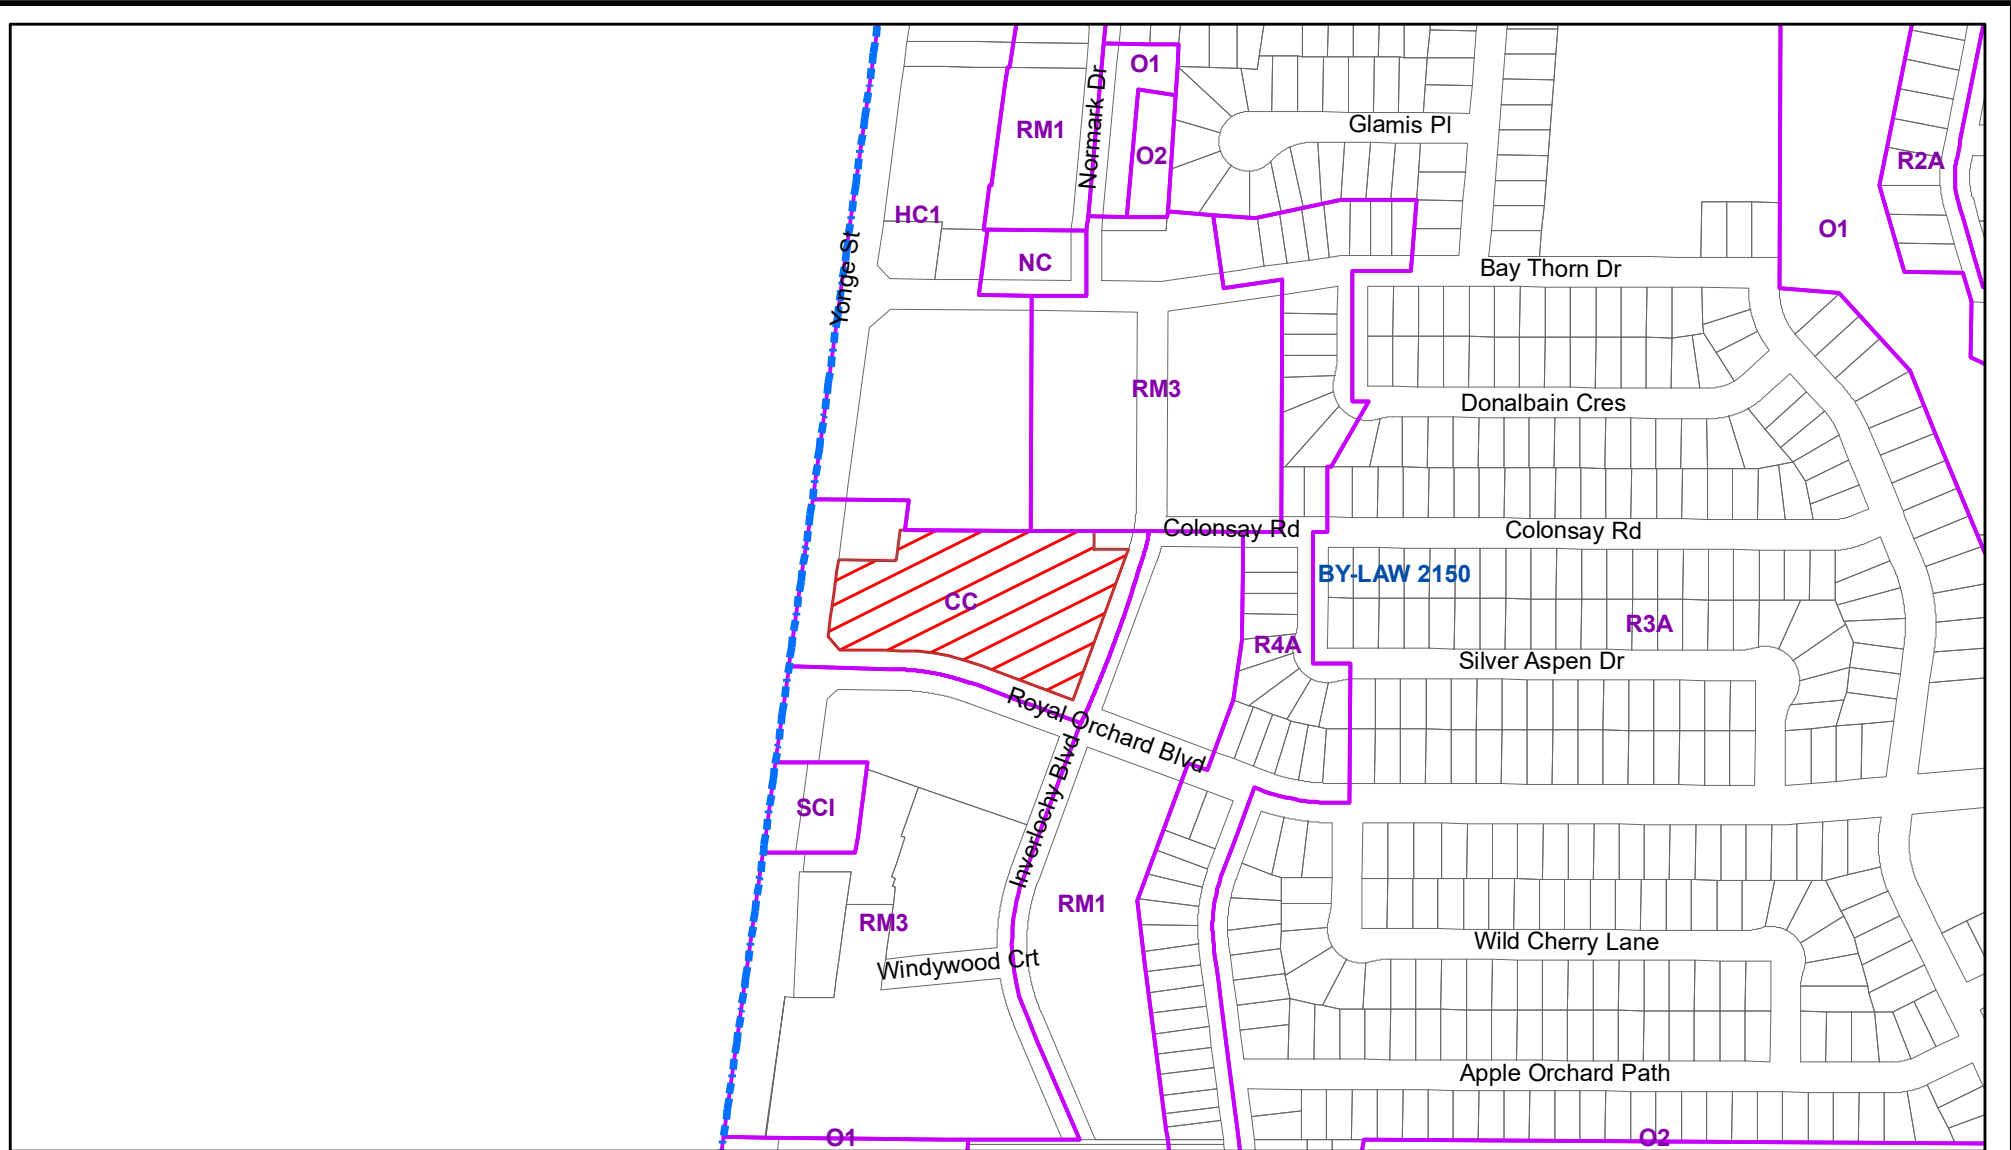 O1
Normark Dr
RM1
Glamis Pl
O2
R2A
HC1
O1
NC
Bay Thorn Dr
Yonge St
RM3
Donalbain Cres
Colonsay Rd
Colonsay Rd
BY-LAW 2150
CC
R3A
R4A
Silver Aspen Dr
Royal Orchard Blvd
Inverlochy Blvd
SCI
RM1
RM3
Wild Cherry Lane
Windywood Crt
Apple Orchard Path
O1
O2